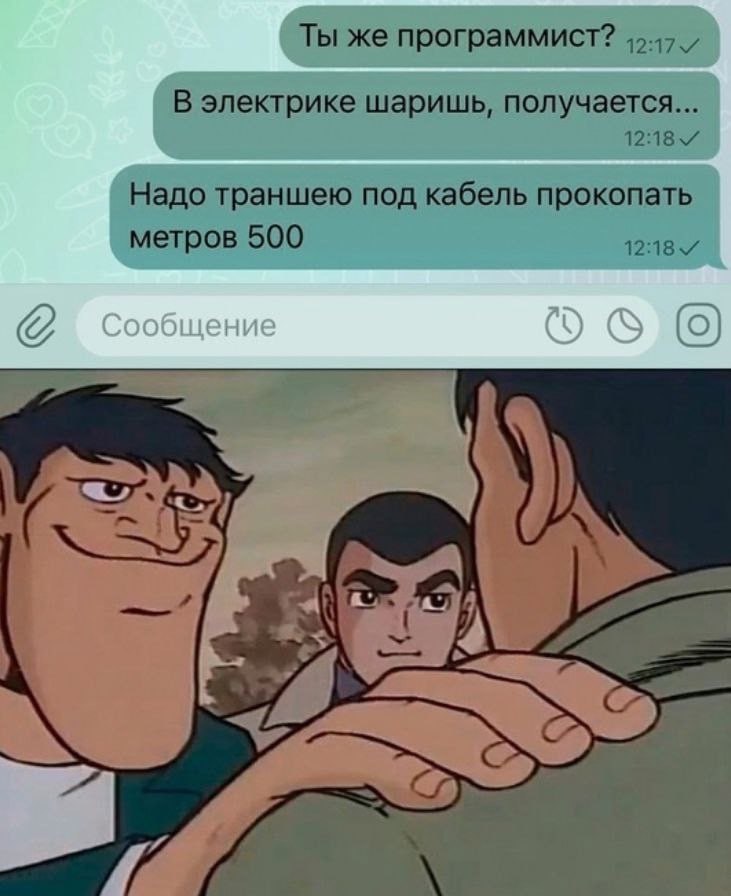 Ты же программист? 12:17
В электрике шаришь, получается...
12:18
Надо траншею под кабель прокопать
метров 500 12:18
Сообщение